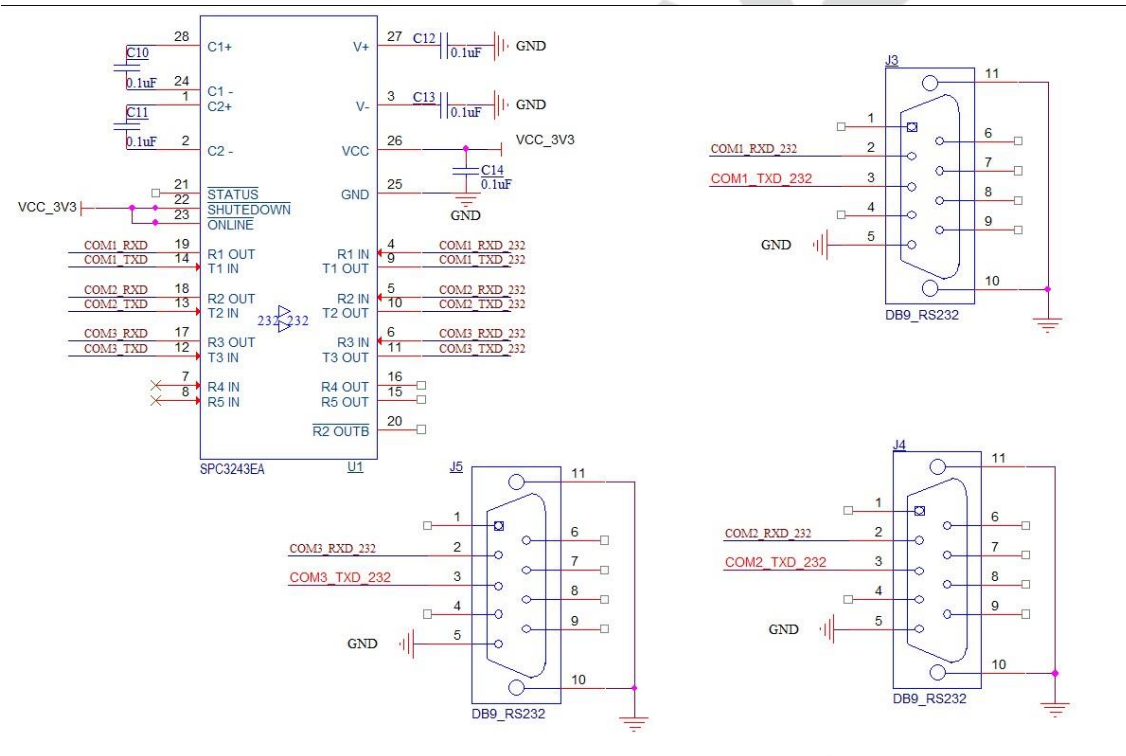 28 C1+ V+ 27 C12 0.1uF GND
C10 0.1uF
24 C1 -
1 C2+ V- 3 C13 0.1uF GND
C11 0.1uF
2 C2 - VCC 26 VCC_3V3
C14 0.1uF
21 STATUS GND 25 GND
VCC_3V3 22 SHUTEDOWN
23 ONLINE
COM1_RXD 19 R1 OUT R1 IN 4 COM1_RXD_232
COM1_TXD 14 T1 IN T1 OUT 9 COM1_TXD_232
COM2_RXD 18 R2 OUT R2 IN 5 COM2_RXD_232
COM2_TXD 13 T2 IN T2 OUT 10 COM2_TXD_232
232 232
COM3_RXD 17 R3 OUT R3 IN 6 COM3_RXD_232
COM3_TXD 12 T3 IN T3 OUT 11 COM3_TXD_232
7 R4 IN R4 OUT 16
8 R5 IN R5 OUT 15
R2 OUTB 20
SPC3243EA U1
J3
11
1
6
COM1_RXD_232 2
7
COM1_TXD_232 3
8
4
9
GND 5
10
DB9_RS232
J5
11
1
6
COM3_RXD_232 2
7
COM3_TXD_232 3
8
4
9
GND 5
10
DB9_RS232
J4
11
1
6
COM2_RXD_232 2
7
COM2_TXD_232 3
8
4
9
GND 5
10
DB9_RS232